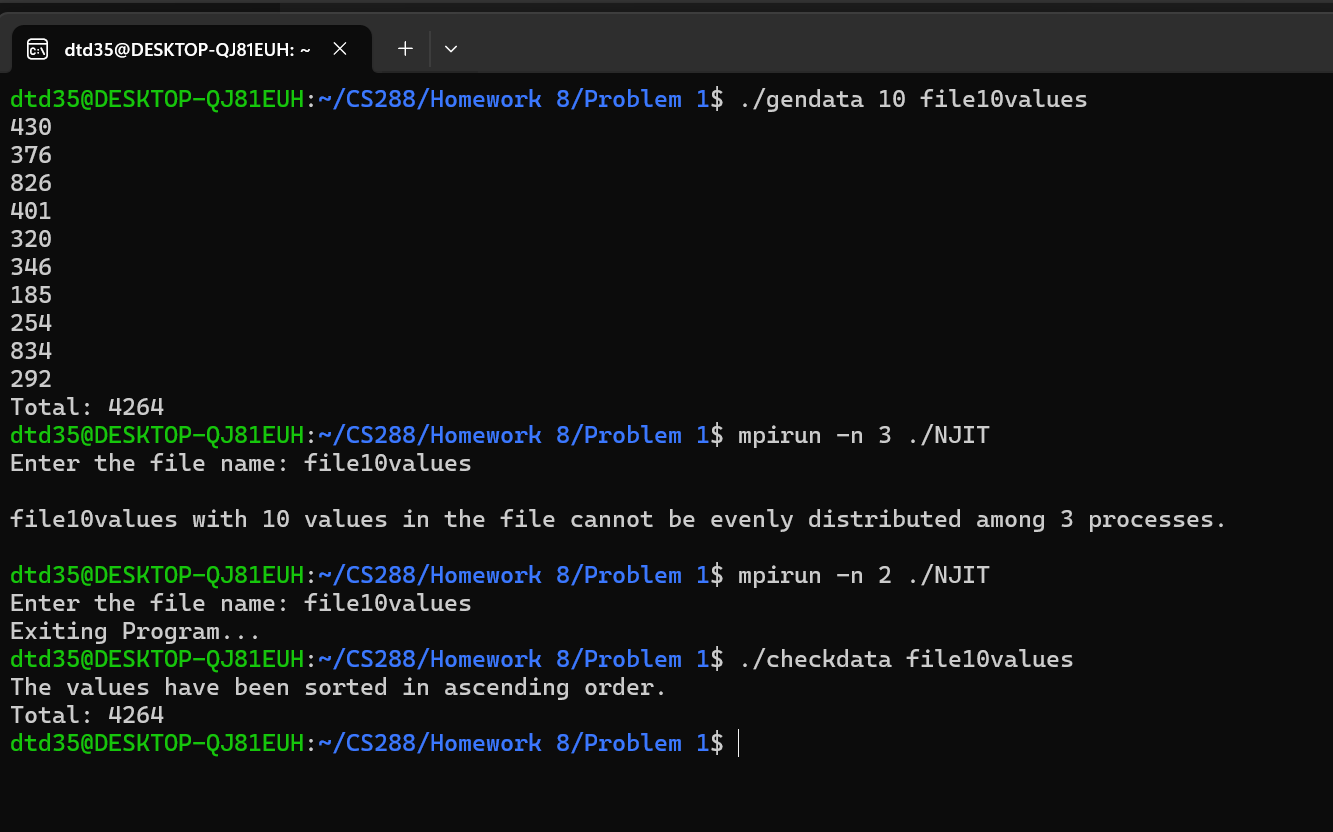 dtd35@DESKTOP-QJ81EUH: ~
dtd35@DESKTOP-QJ81EUH:~/CS288/Homework 8/Problem 1$ ./gendata 10 file10values
430
376
826
401
320
346
185
254
834
292
Total: 4264
dtd35@DESKTOP-QJ81EUH:~/CS288/Homework 8/Problem 1$ mpirun -n 3 ./NJIT
Enter the file name: file10values
file10values with 10 values in the file cannot be evenly distributed among 3 processes.
dtd35@DESKTOP-QJ81EUH:~/CS288/Homework 8/Problem 1$ mpirun -n 2 ./NJIT
Enter the file name: file10values
Exiting Program...
dtd35@DESKTOP-QJ81EUH:~/CS288/Homework 8/Problem 1$ ./checkdata file10values
The values have been sorted in ascending order.
Total: 4264
dtd35@DESKTOP-QJ81EUH:~/CS288/Homework 8/Problem 1$